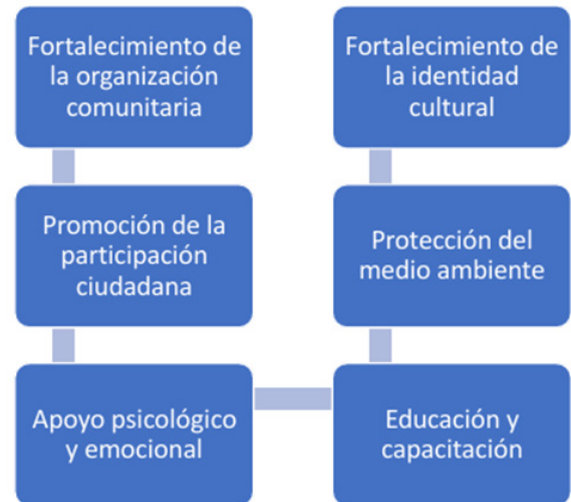 Fortalecimiento de
la organización
comunitaria
Promoción de la
participación
ciudadana
Apoyo psicológico
y emocional
Educación y
capacitación
Protección del
medio ambiente
Fortalecimiento de
la identidad
cultural